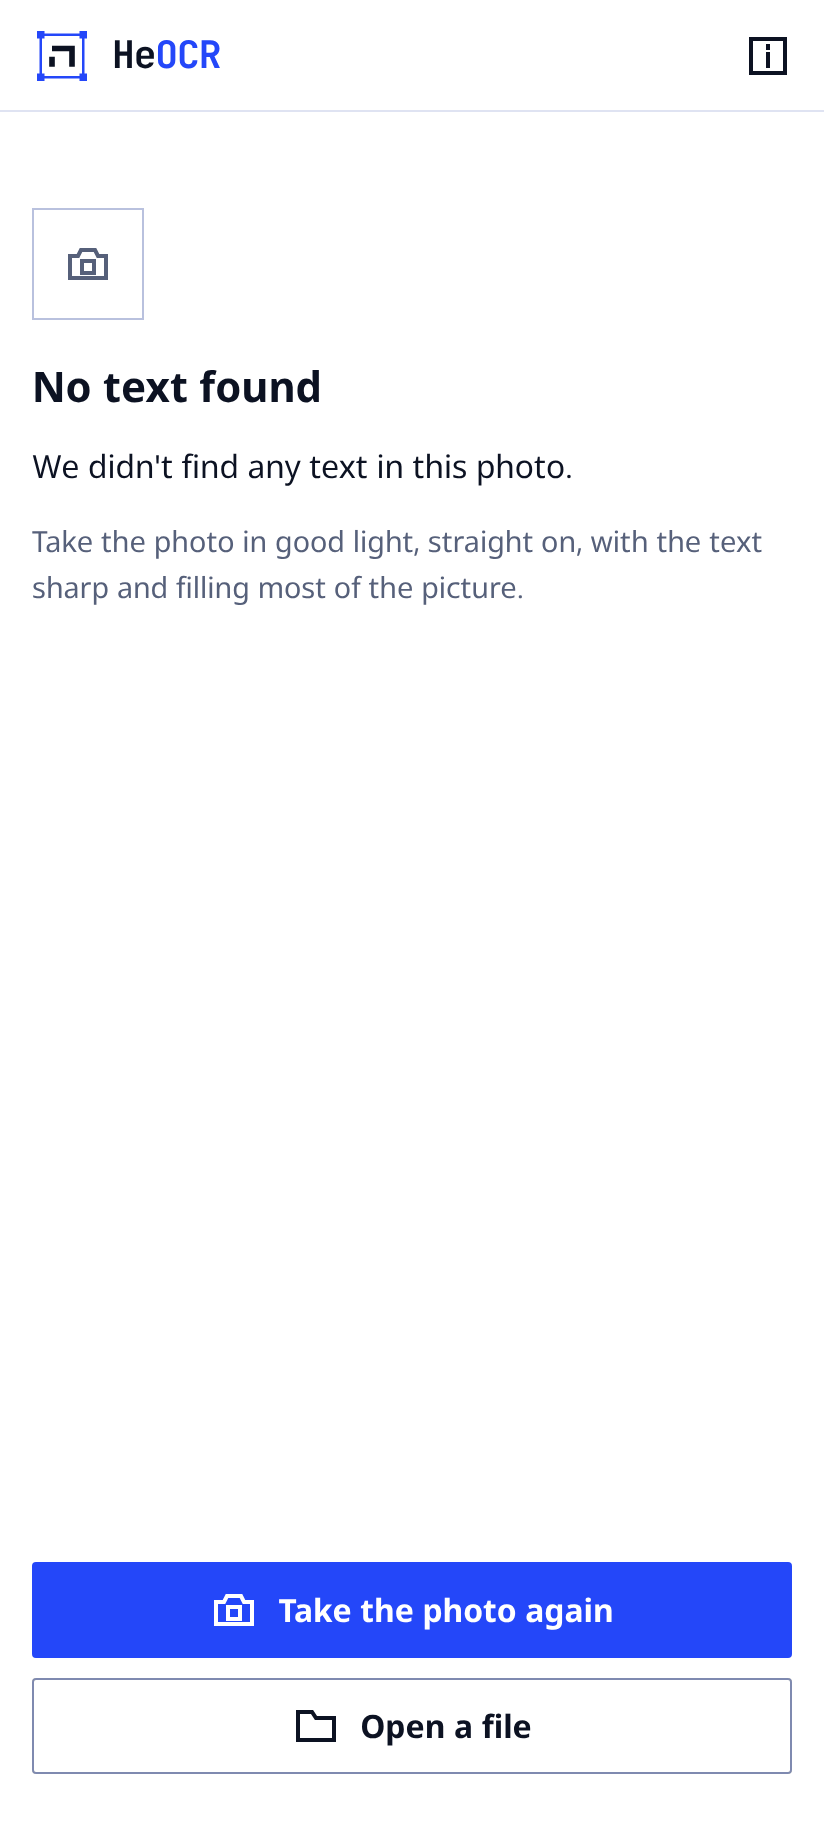 HeOCR
No text found
We didn't find any text in this photo.
Take the photo in good light, straight on, with the text
sharp and filling most of the picture.
Take the photo again
Open a file